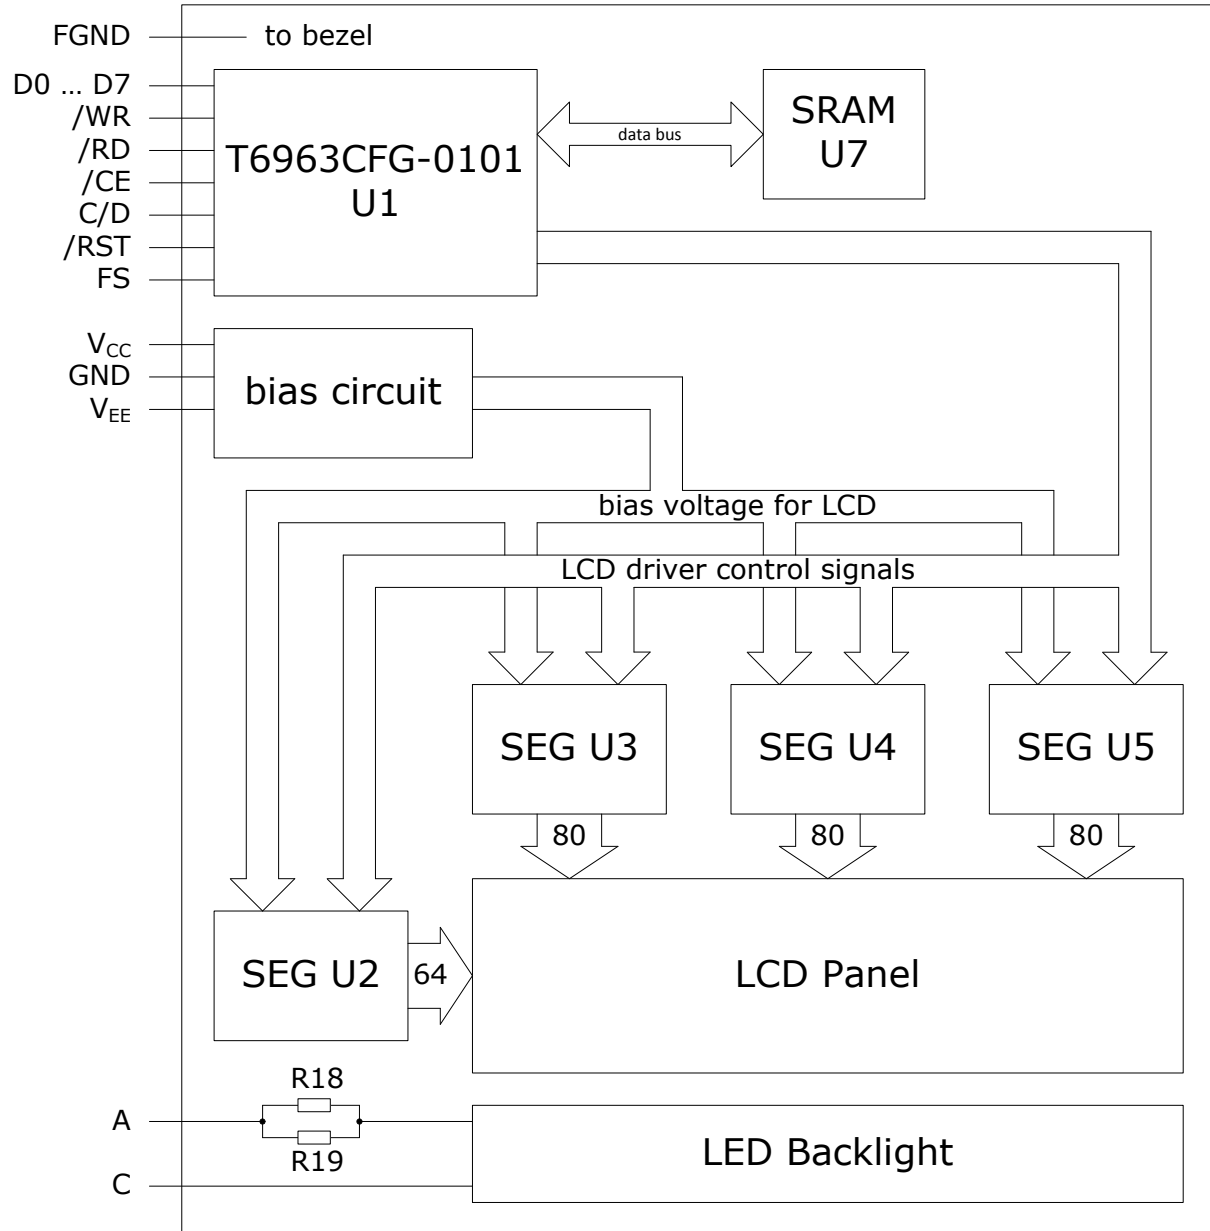 FGND
to bezel
D0 ... D7
/WR
/RD
/CE
C/D
/RST
FS
T6963CFG-0101
U1
data bus
SRAM
U7
VCC
GND
VEE
bias circuit
bias voltage for LCD
LCD driver control signals
SEG U3
SEG U4
SEG U5
80
80
80
SEG U2
64
LCD Panel
R18
A
R19
C
LED Backlight